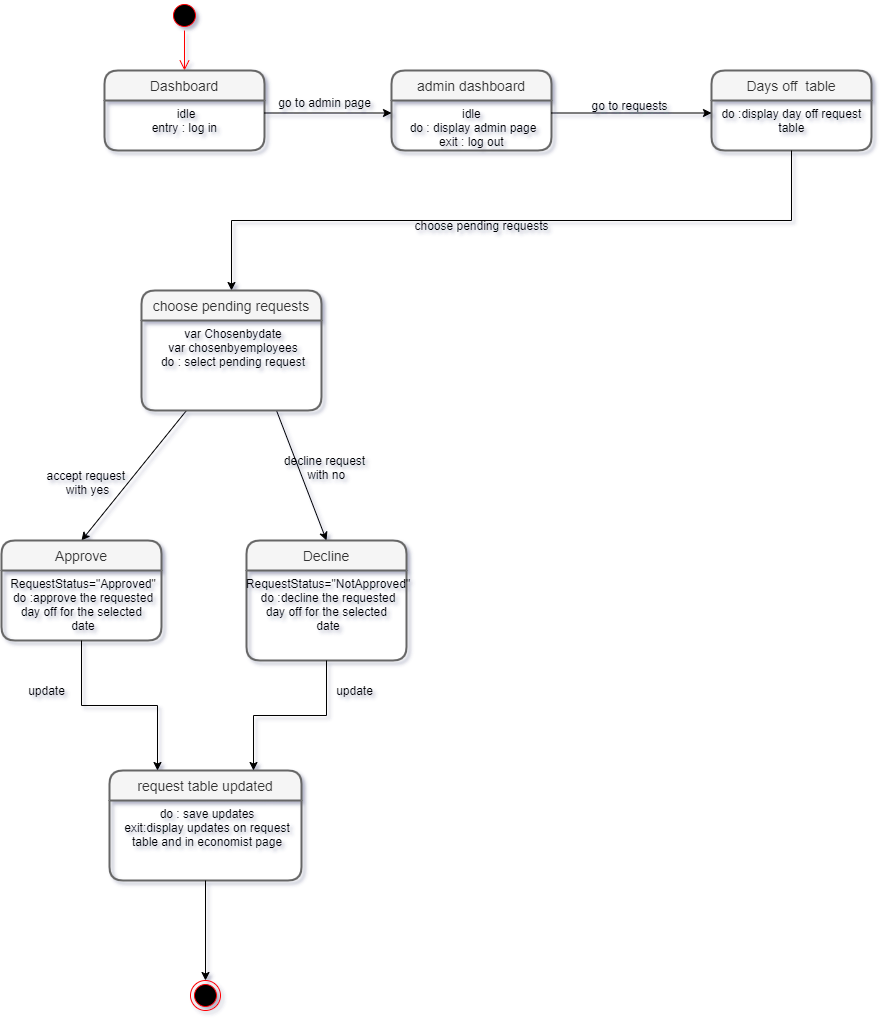 Dashboard
idle
entry : log in
go to admin page
admin dashboard
idle
do : display admin page
exit : log out
go to requests
Days off  table
do :display day off request
table
choose pending requests
choose pending requests
var Chosenbydate
var chosenbyemployees
do : select pending request
accept request
with yes
decline request
with no
Approve
RequestStatus="Approved"
do :approve the requested
day off for the selected
date
Decline
RequestStatus="NotApproved"
do :decline the requested
day off for the selected
date
update
update
request table updated
do : save updates
exit:display updates on request
table and in economist page